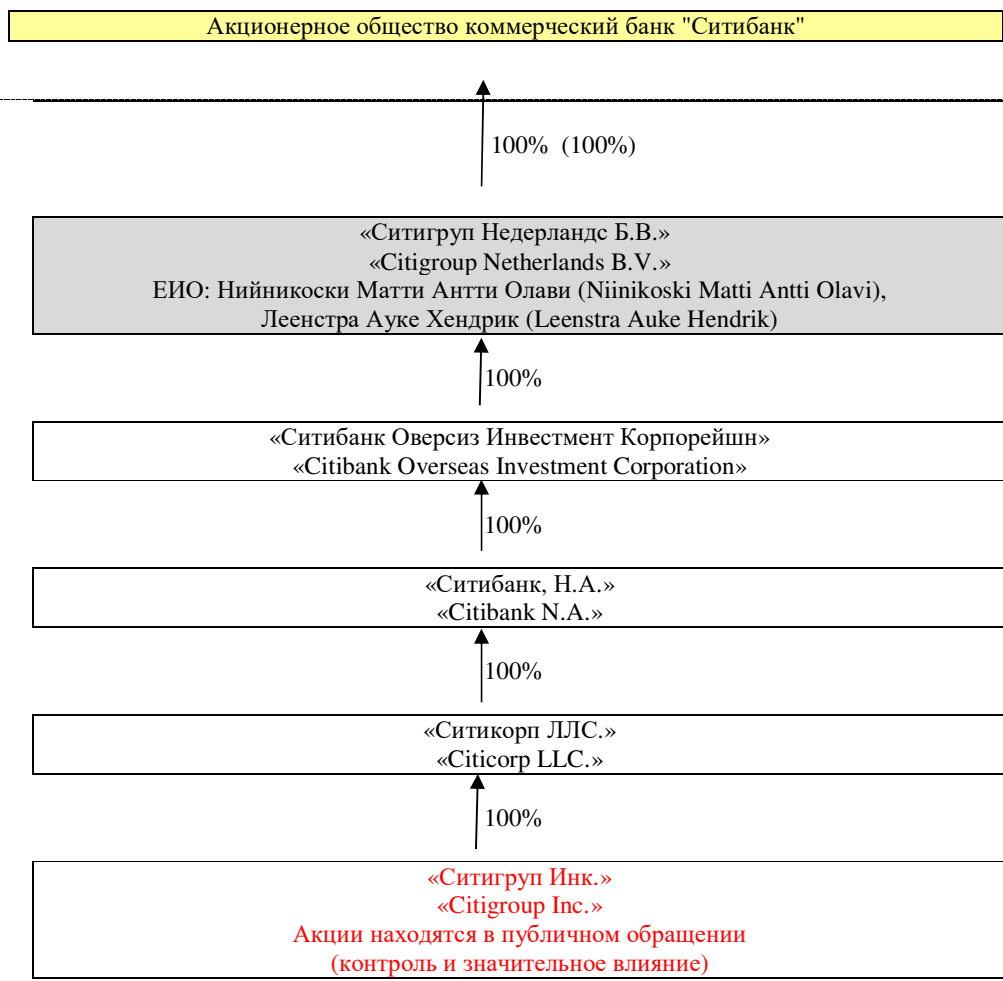 Акционерное общество коммерческий банк "Ситибанк"
100% (100%)
«Ситигруп Недерландс Б.В.»
«Citigroup Netherlands B.V.»
ЕИО: Нийникоски Матти Антти Олави (Niinikoski Matti Antti Olavi),
Леенстра Ауке Хендрик (Leenstra Auke Hendrik)
100%
«Ситибанк Оверсиз Инвестмент Корпорейшн»
«Citibank Overseas Investment Corporation»
100%
«Ситибанк, Н.А.»
«Citibank N.A.»
100%
«Ситикорп ЛЛС.»
«Citicorp LLC.»
100%
«Ситигруп Инк.»
«Citigroup Inc.»
Акции находятся в публичном обращении
(контроль и значительное влияние)